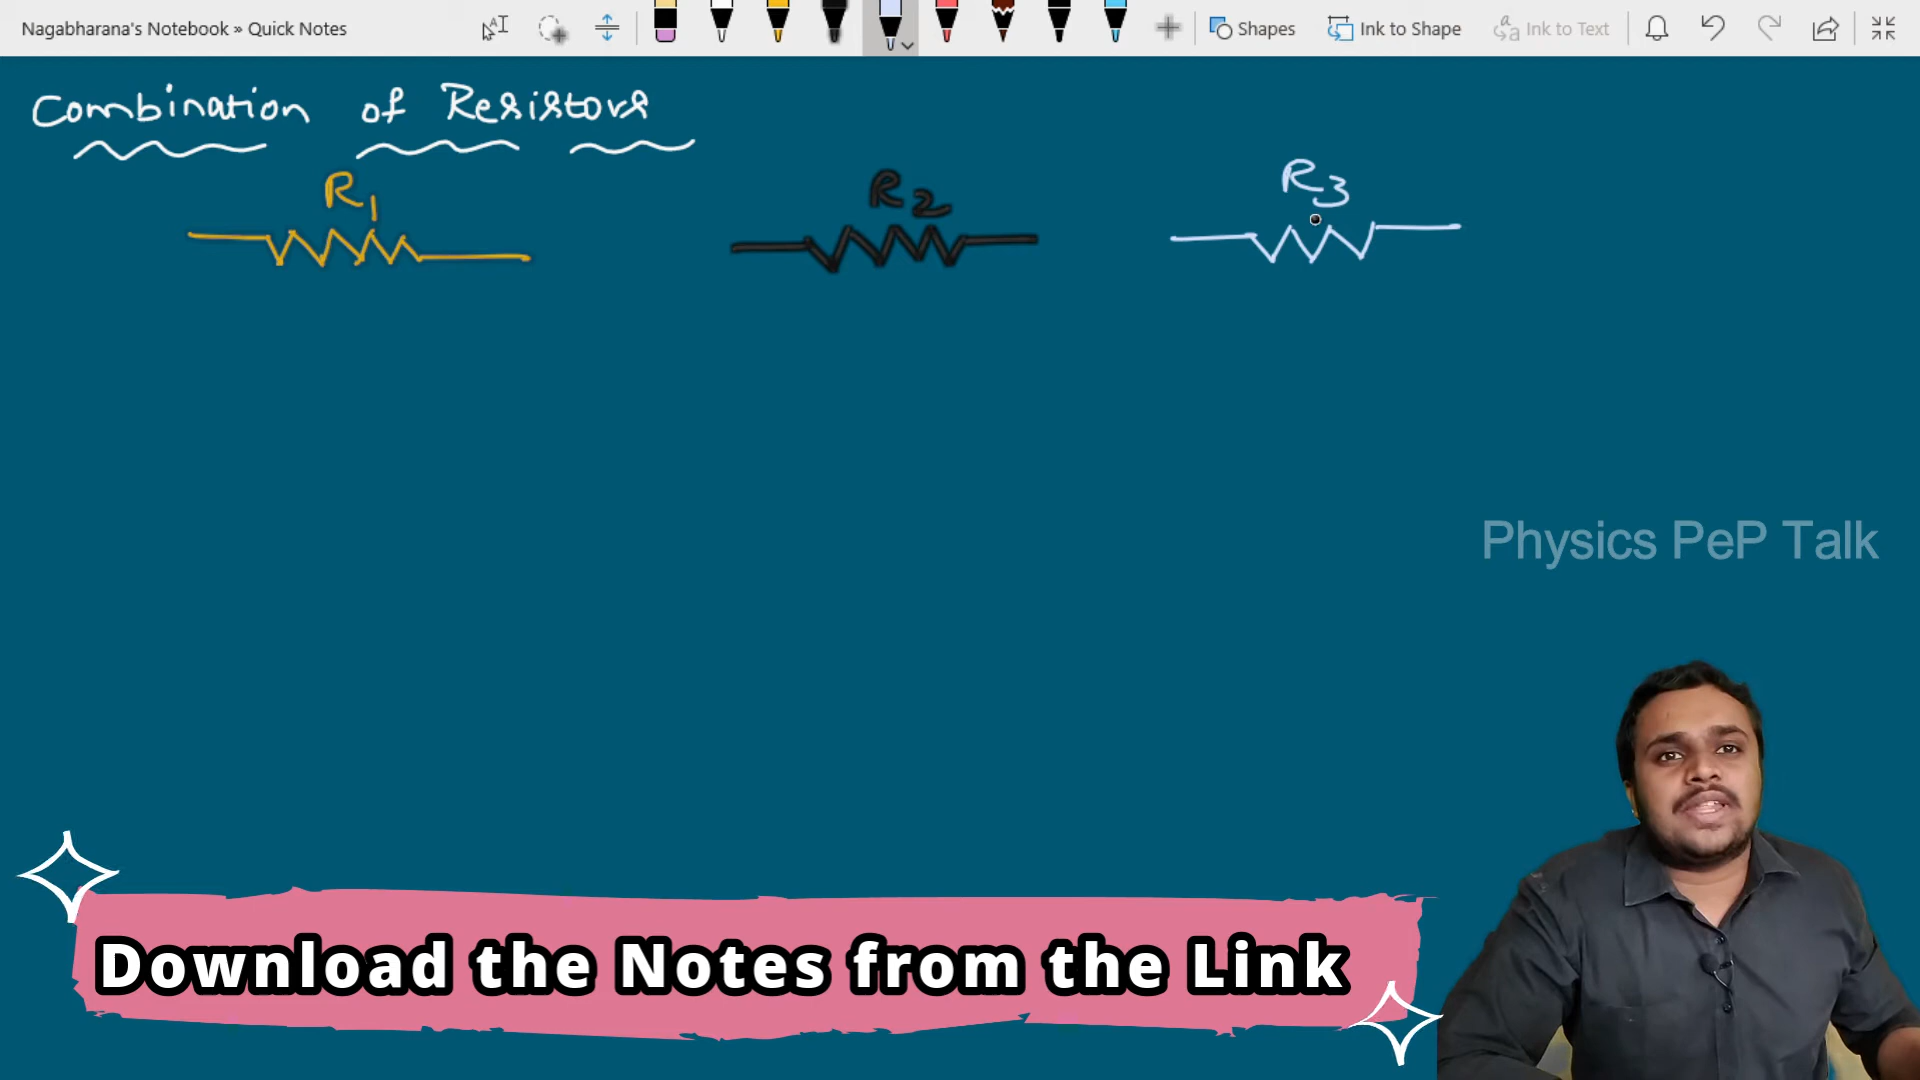 Nagabharana's Notebook » Quick Notes
Shapes
Ink to Shape
Ink to Text
Combination of Resistors
R1
R2
R3
Physics PeP Talk
Download the Notes from the Link